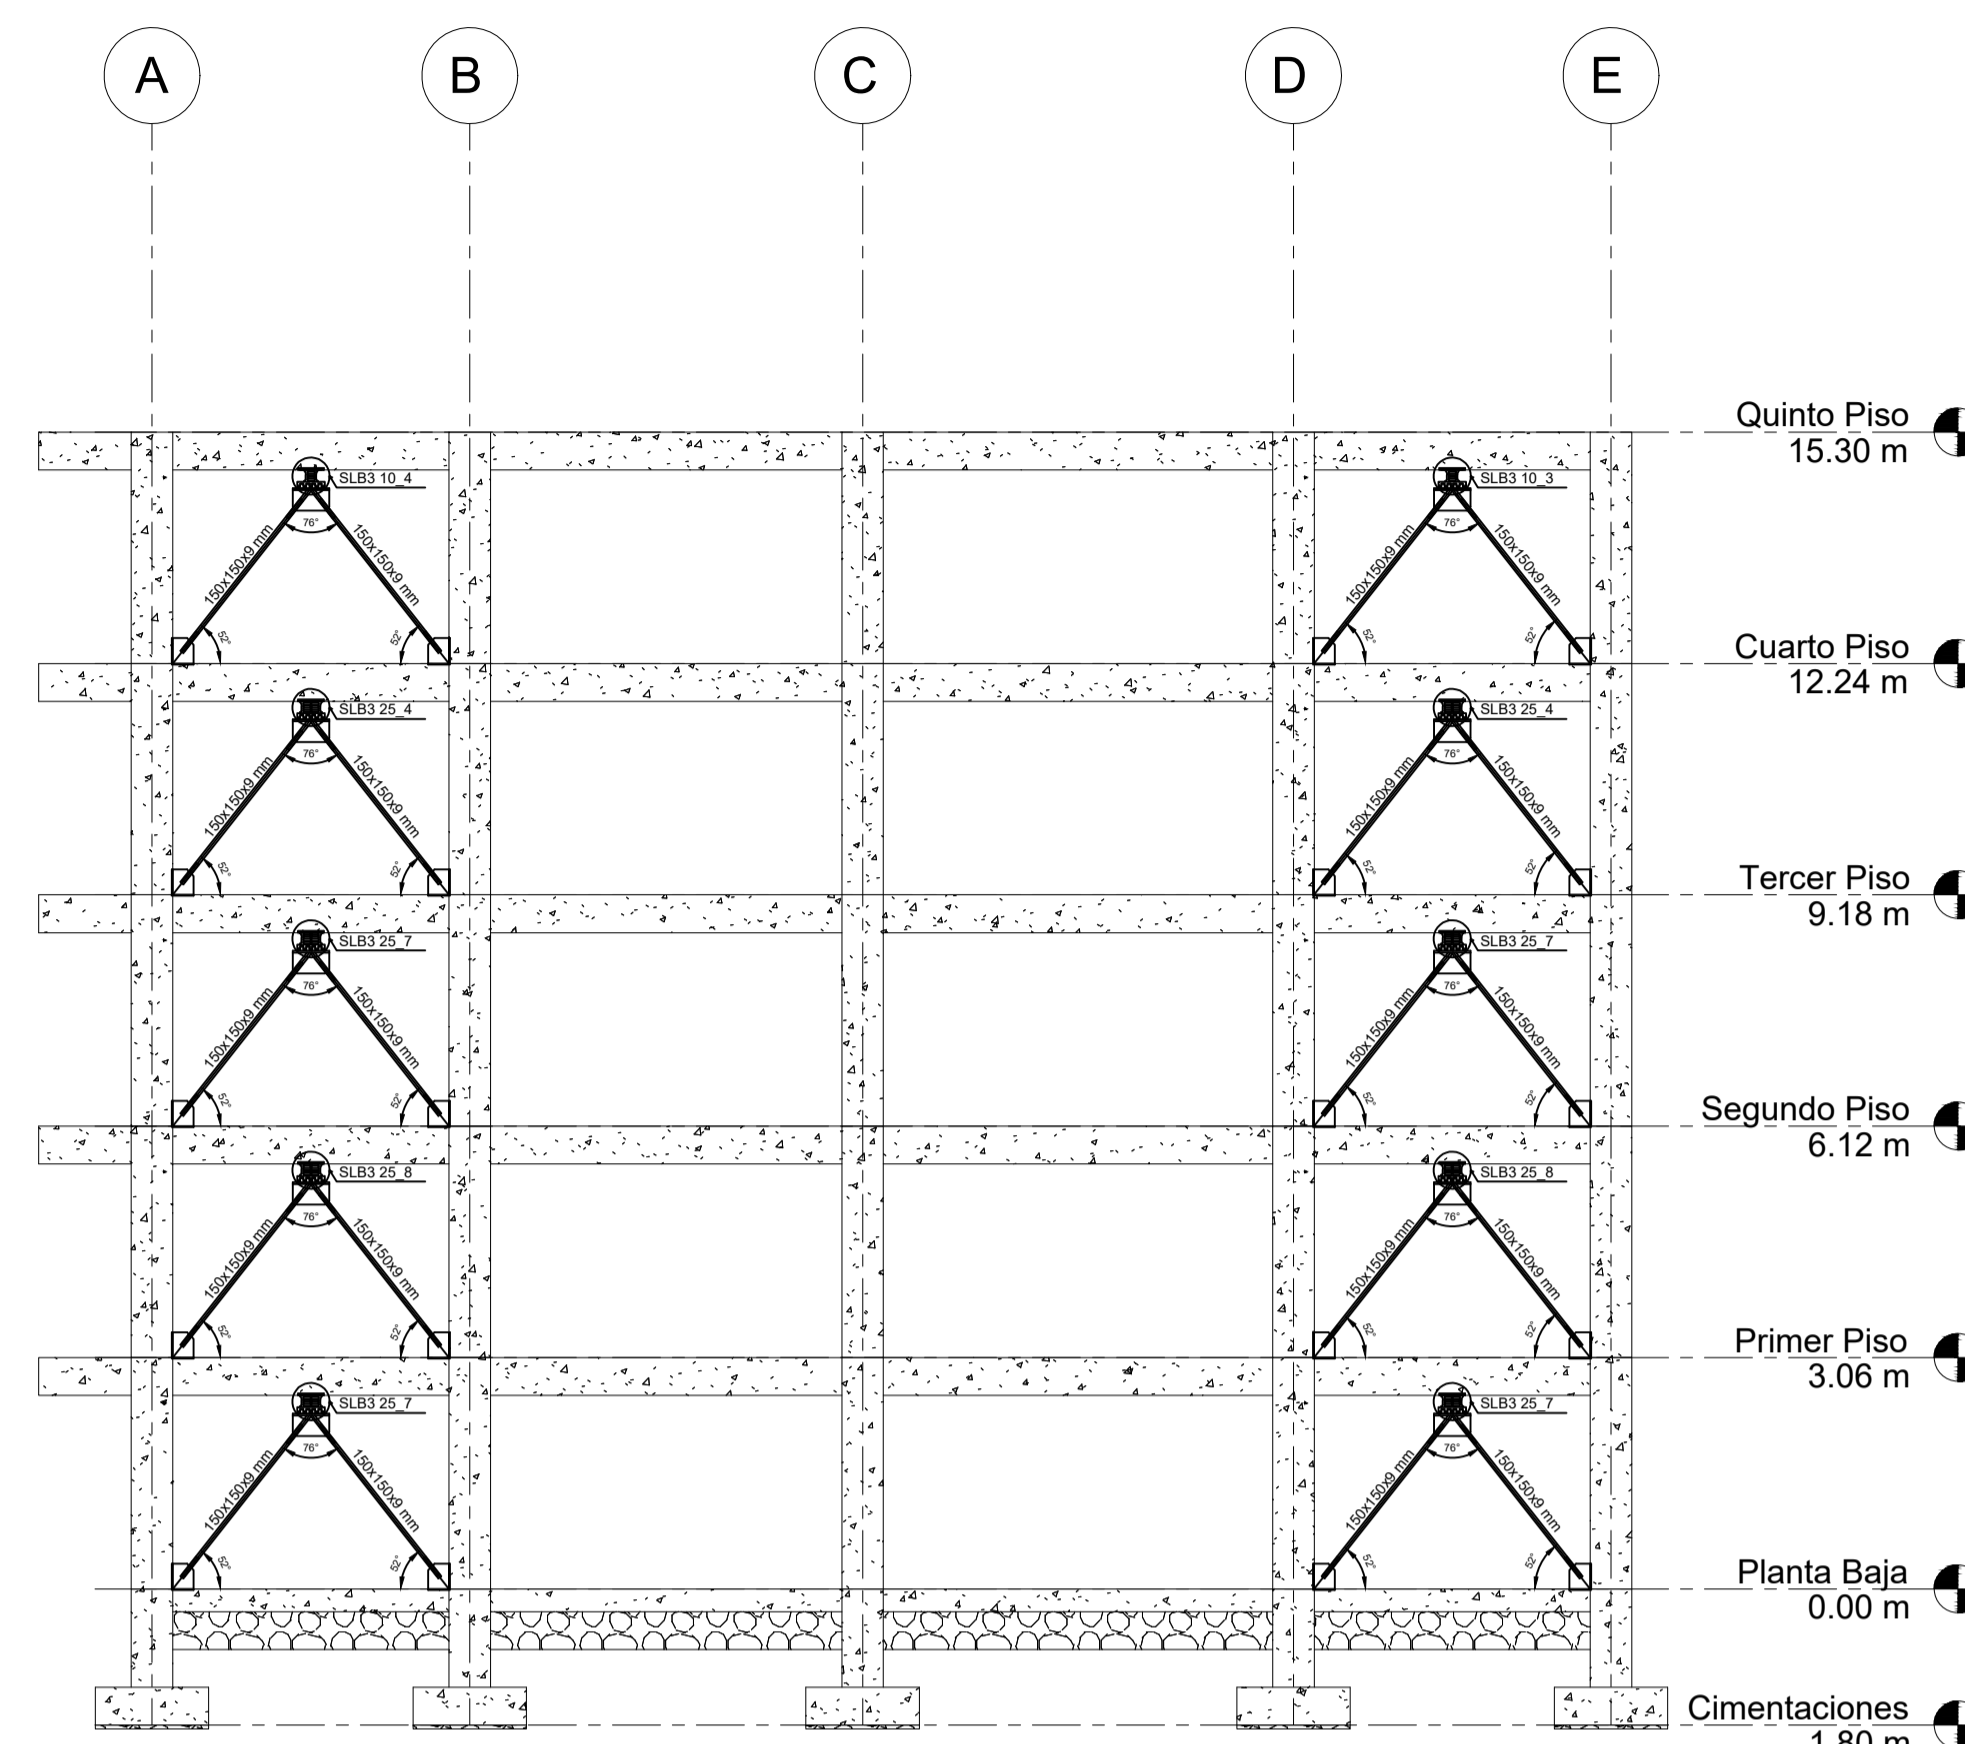 A B C D E
Quinto Piso
15.30 m
SLB3 10_4 SLB3 10_3
76° 76°
150x150x9 mm 150x150x9 mm 150x150x9 mm 150x150x9 mm
52° 52° 52° 52°
Cuarto Piso
12.24 m
SLB3 25_4 SLB3 25_4
76° 76°
150x150x9 mm 150x150x9 mm 150x150x9 mm 150x150x9 mm
52° 52° 52° 52°
Tercer Piso
9.18 m
SLB3 25_7 SLB3 25_7
76° 76°
150x150x9 mm 150x150x9 mm 150x150x9 mm 150x150x9 mm
52° 52° 52° 52°
Segundo Piso
6.12 m
SLB3 25_8 SLB3 25_8
76° 76°
150x150x9 mm 150x150x9 mm 150x150x9 mm 150x150x9 mm
52° 52° 52° 52°
Primer Piso
3.06 m
SLB3 25_7 SLB3 25_7
76° 76°
150x150x9 mm 150x150x9 mm 150x150x9 mm 150x150x9 mm
52° 52° 52° 52°
Planta Baja
0.00 m
Cimentaciones
1.80 m